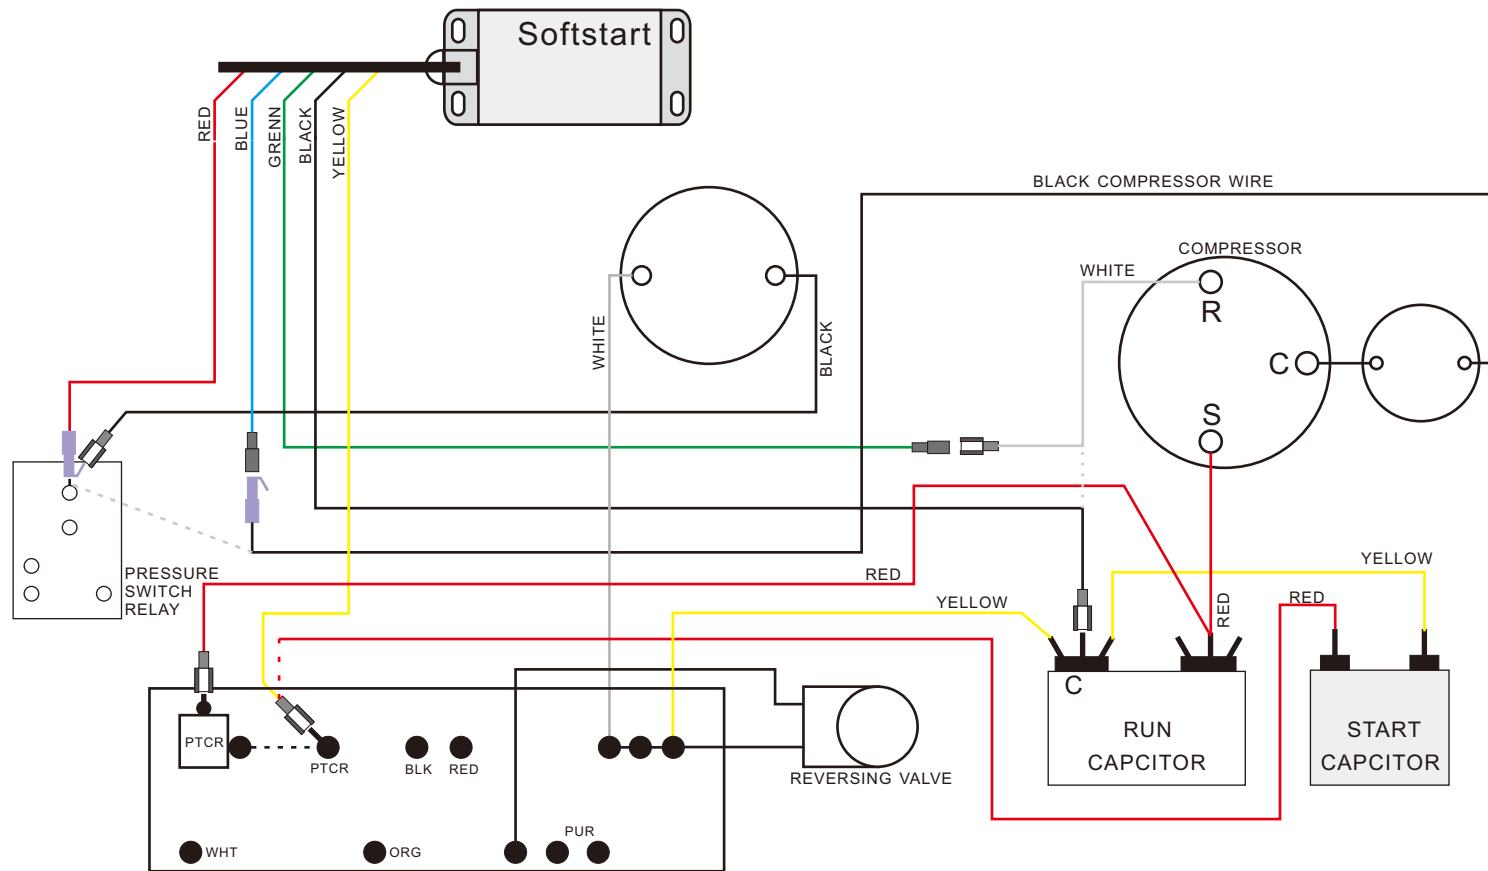 Softstart
RED
BLUE
GRENN
BLACK
YELLOW
BLACK COMPRESSOR WIRE
COMPRESSOR
WHITE
R
C
S
WHITE
BLACK
PRESSURE
SWITCH
RELAY
RED
YELLOW
YELLOW
RED
RED
C
RUN
CAPCITOR
START
CAPCITOR
PTCR
PTCR
BLK
RED
REVERSING VALVE
WHT
ORG
PUR